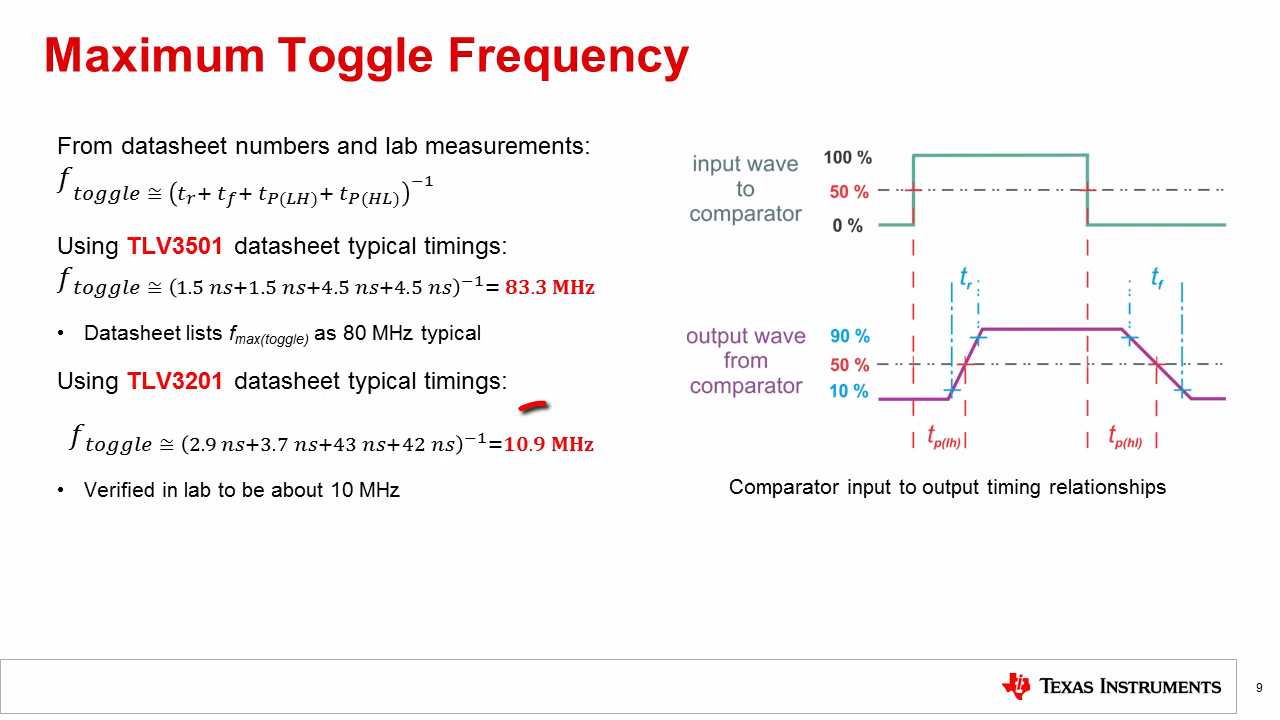 Maximum Toggle Frequency
From datasheet numbers and lab measurements:
f toggle ≅ (tr+ tf+ tP(LH)+ tP(HL))−1
Using TLV3501 datasheet typical timings:
f toggle ≅ (1.5 ns+1.5 ns+4.5 ns+4.5 ns)−1= 83.3 MHz
• Datasheet lists fmax(toggle) as 80 MHz typical
Using TLV3201 datasheet typical timings:
f toggle ≅ (2.9 ns+3.7 ns+43 ns+42 ns)−1=10.9 MHz
• Verified in lab to be about 10 MHz
input wave
to
comparator
100 %
50 %
0 %
tr
tf
output wave
from
comparator
90 %
50 %
10 %
tp(lh)
tp(hl)
Comparator input to output timing relationships
ti
TEXAS INSTRUMENTS
9